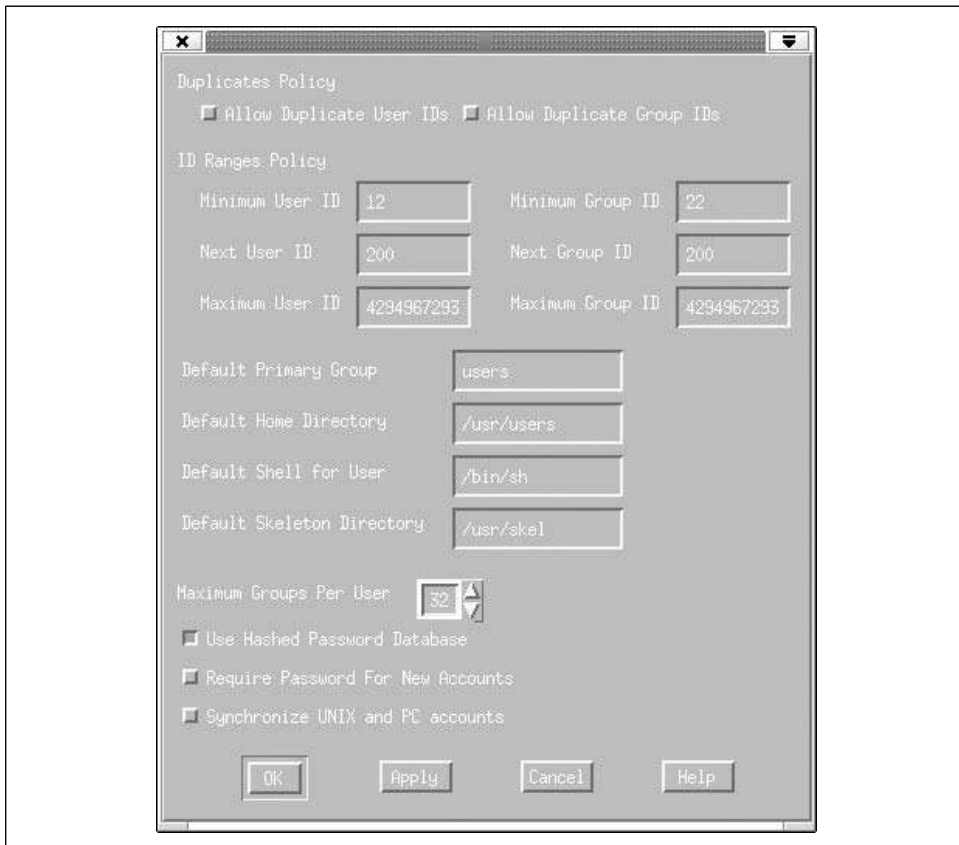 Duplicates Policy
Allow Duplicate User IDs Allow Duplicate Group IDs
ID Ranges Policy
Minimum User ID 12 Minimum Group ID 22
Next User ID 200 Next Group ID 200
Maximum User ID 4294967293 Maximum Group ID 4294967293
Default Primary Group users
Default Home Directory /usr/users
Default Shell for User /bin/sh
Default Skeleton Directory /usr/skel
Maximum Groups Per User 32
Use Hashed Password Database
Require Password For New Accounts
Synchronize UNIX and PC accounts
OK Apply Cancel Help